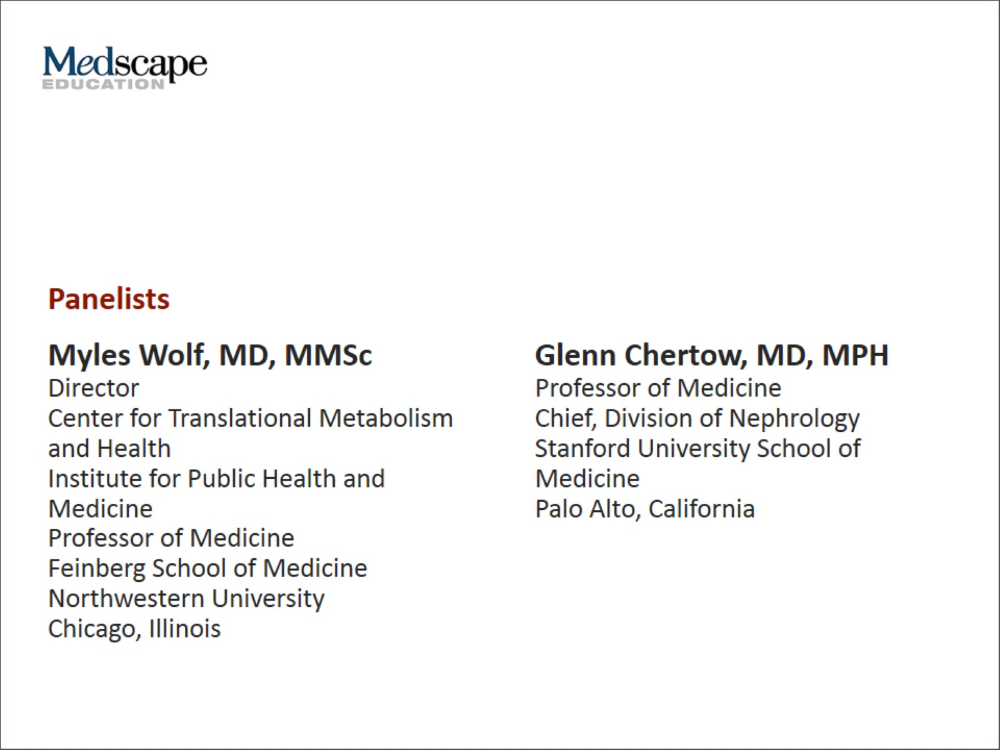 Medscape
EDUCATION
Panelists
Myles Wolf, MD, MMSc
Director
Center for Translational Metabolism
and Health
Institute for Public Health and
Medicine
Professor of Medicine
Feinberg School of Medicine
Northwestern University
Chicago, Illinois
Glenn Chertow, MD, MPH
Professor of Medicine
Chief, Division of Nephrology
Stanford University School of
Medicine
Palo Alto, California